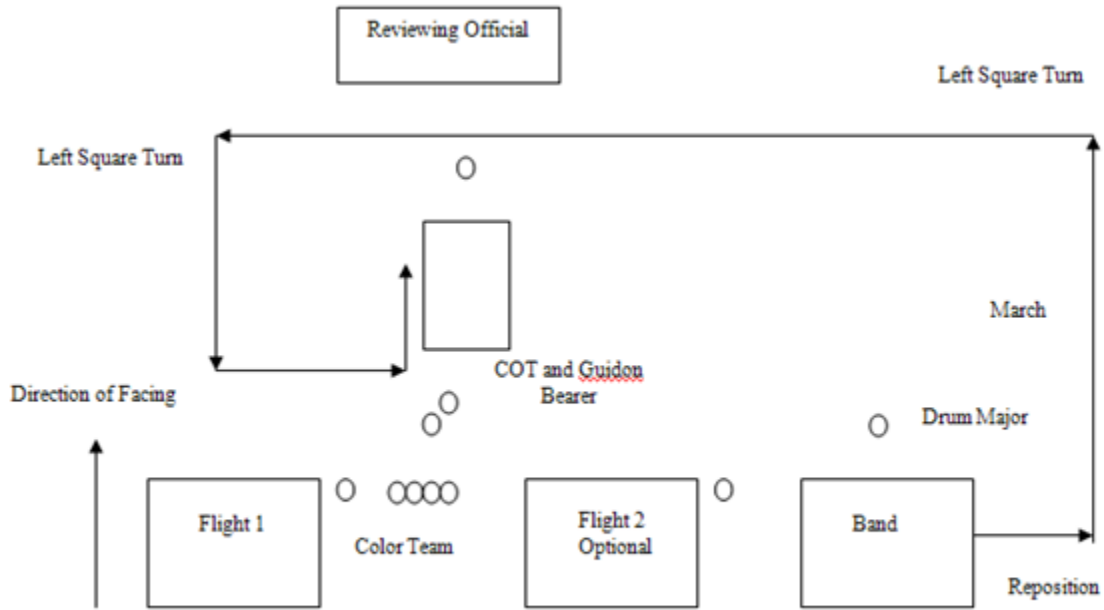 Reviewing Official
Left Square Turn
Left Square Turn
March
COT and Guidon
Bearer
Direction of Facing
Drum Major
Flight 1
Flight 2
Optional
Band
Color Team
Reposition